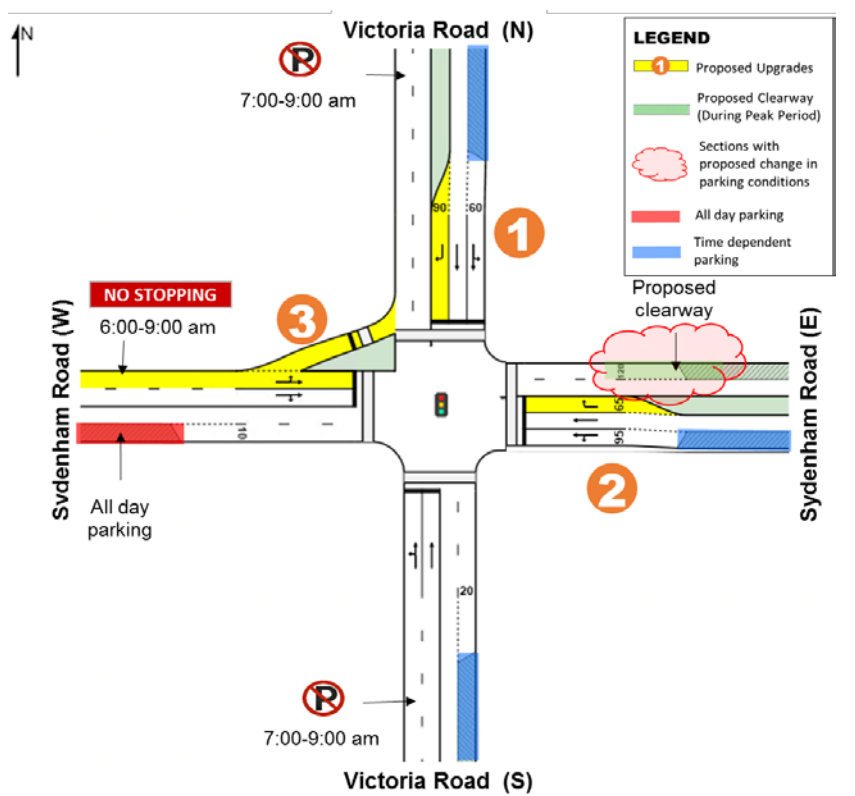 Victoria Road (N)
N
P
7:00-9:00 am
LEGEND
1 Proposed Upgrades
Proposed Clearway
(During Peak Period)
Sections with
proposed change in
parking conditions
All day parking
Time dependent
parking
90
60
1
NO STOPPING
6:00-9:00 am
3
Proposed
clearway
Sydenham Road (W)
120
65
95
10
Sydenham Road (E)
2
All day
parking
20
P
7:00-9:00 am
Victoria Road (S)